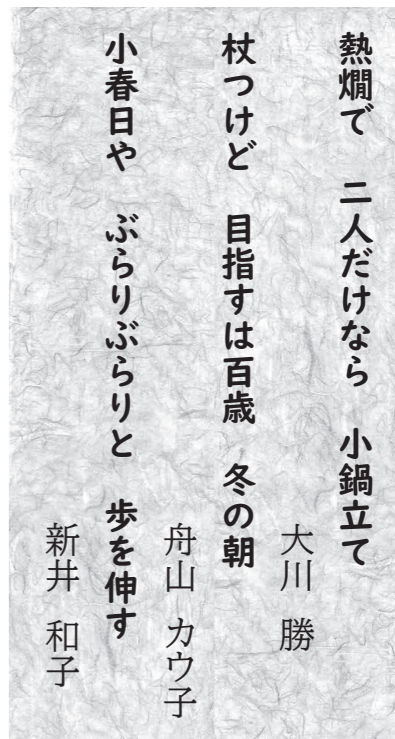 熱燗で　二人だけなら　小鍋立て
大川　勝
杖つけど　目指すは百歳　冬の朝
舟山　カウ子
小春日や　ぶらりぶらりと　歩を伸す
新井　和子